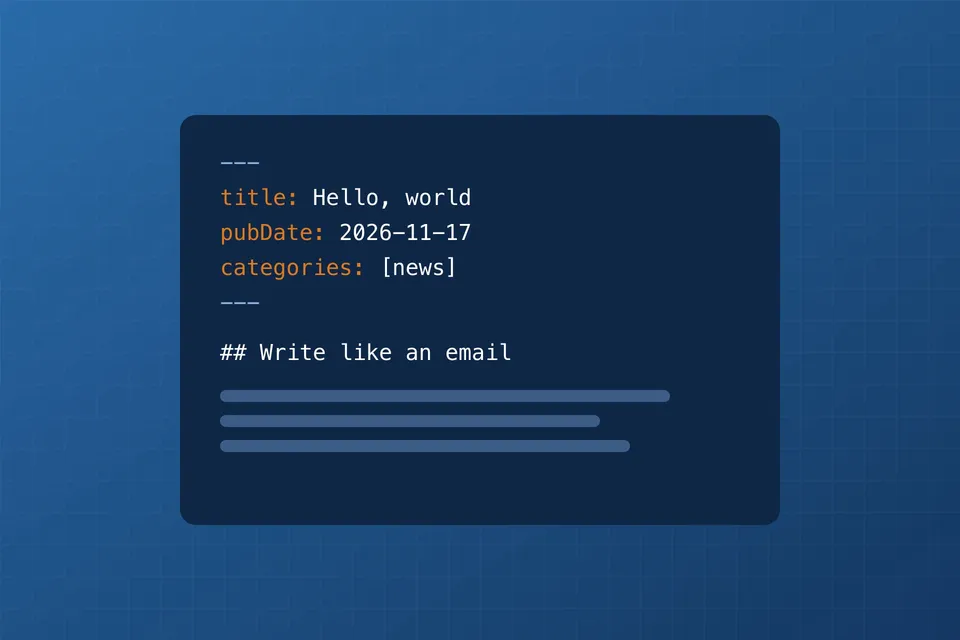 ---
title: Hello, world
pubDate: 2026-11-17
categories: [news]
---
## Write like an email